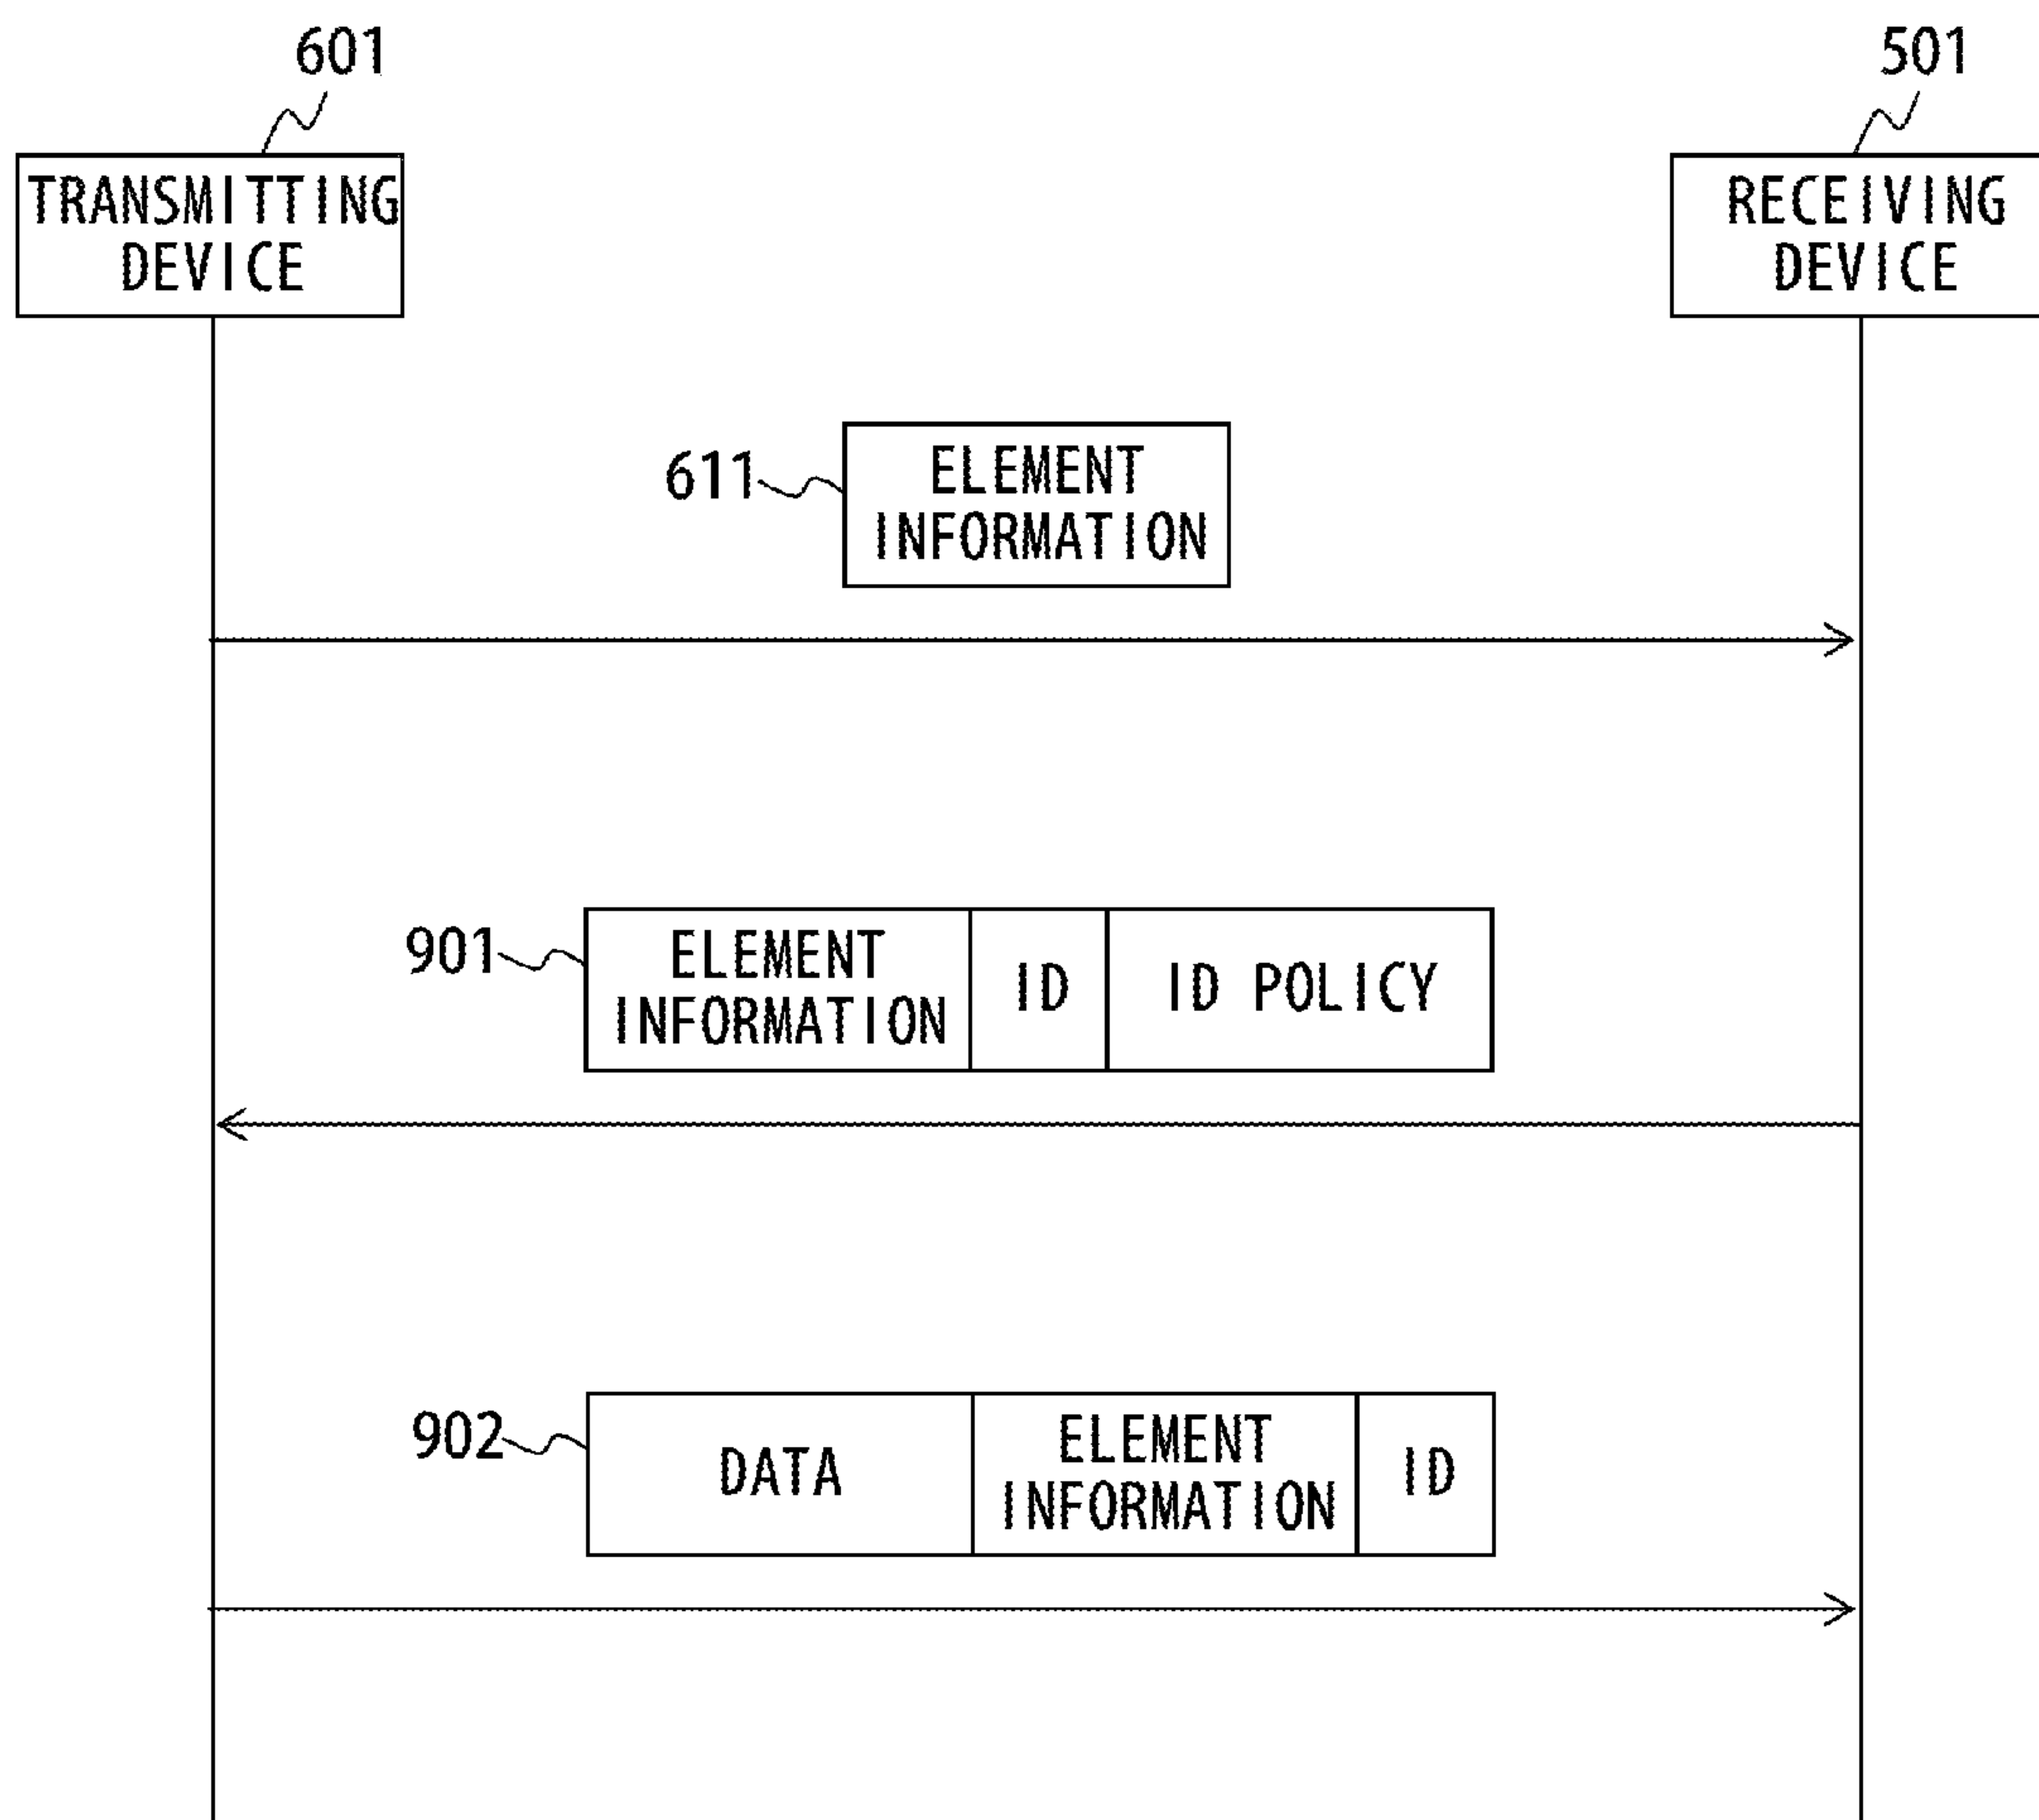 601
501
TRANSMITTING
DEVICE
RECEIVING
DEVICE
611
ELEMENT
INFORMATION
901
ELEMENT
INFORMATION
ID
ID POLICY
902
DATA
ELEMENT
INFORMATION
ID